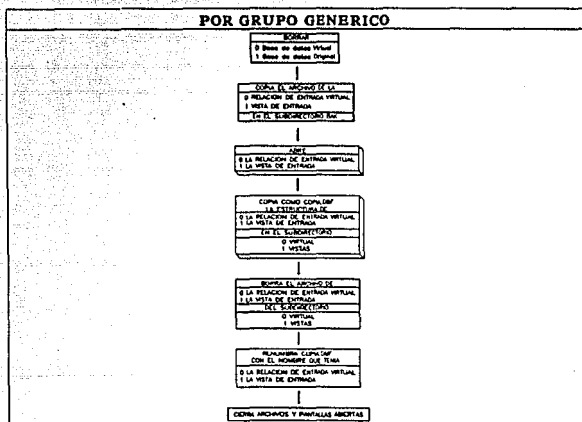 POR GRUPO GENERICO
BORRAR
0 Base de datos Virtual
1 Base de datos Original
COPIA EL ARCHIVO DE LA
0 RELACION DE ENTRADA VIRTUAL
1 VISTA DE ENTRADA
EN EL SUBDIRECTORIO BAK
ABRE
0 LA RELACION DE ENTRADA VIRTUAL
1 LA VISTA DE ENTRADA
COPIA COMO COPIA.DBF
LA ESTRUCTURA DE
0 LA RELACION DE ENTRADA VIRTUAL
1 LA VISTA DE ENTRADA
EN EL SUBDIRECTORIO
0 VIRTUAL
1 VISTAS
BORRA EL ARCHIVO DE
0 LA RELACION DE ENTRADA VIRTUAL
1 LA VISTA DE ENTRADA
DEL SUBDIRECTORIO
0 VIRTUAL
1 VISTAS
RENUMBRA COPIA.DBF
CON EL NOMBRE QUE TENIA
0 LA RELACION DE ENTRADA VIRTUAL
1 LA VISTA DE ENTRADA
CIERRA ARCHIVOS Y PANTALLAS ABIERTAS